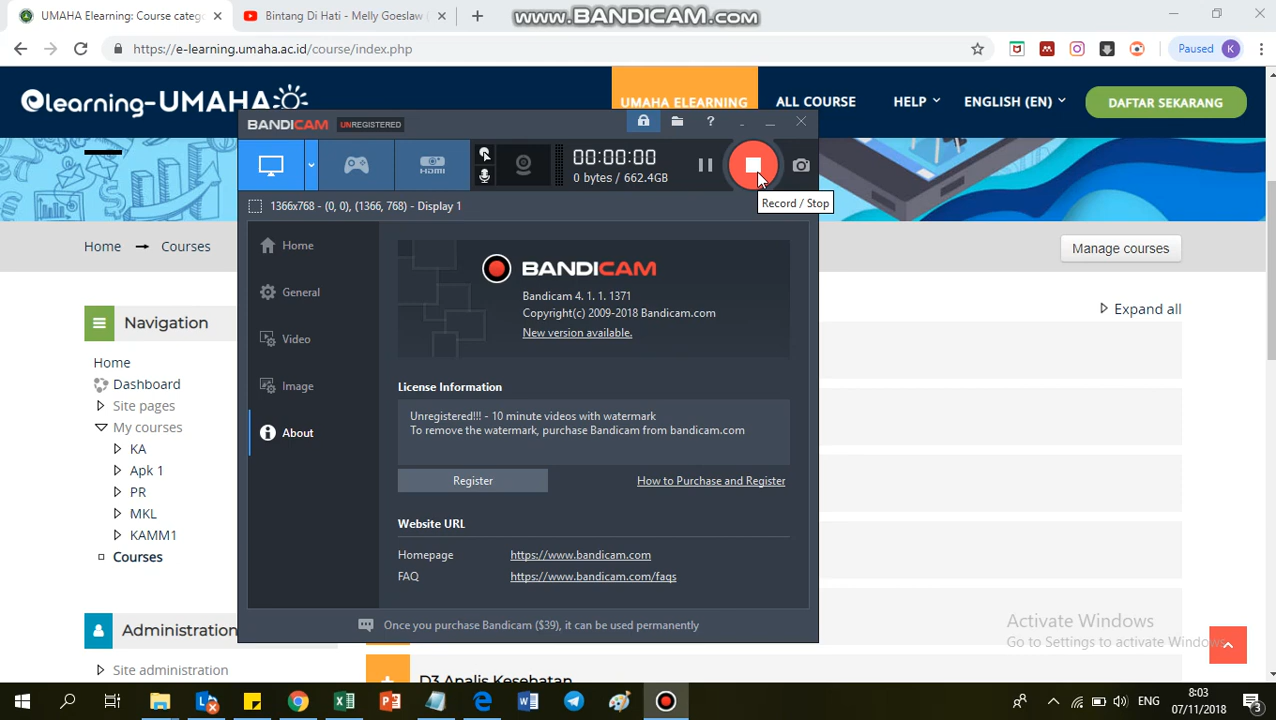 UMAHA Elearning: Course catego
Bintang Di Hati - Melly Goeslaw (
www.BANDICAM.com
https://e-learning.umaha.ac.id/course/index.php
Paused K
elearning-UMAHA
UMAHA ELEARNING
ALL COURSE
HELP
ENGLISH (EN)
DAFTAR SEKARANG
BANDICAM UNREGISTERED
?
HDMI
00:00:00
0 bytes / 662.4GB
Record / Stop
1366x768 - (0, 0), (1366, 768) - Display 1
Home
Courses
Manage courses
Expand all
Navigation
Home
Dashboard
Site pages
My courses
KA
Apk 1
PR
MKL
KAMM1
Courses
Administration
Site administration
Home
General
Video
Image
About
BANDICAM
Bandicam 4. 1. 1. 1371
Copyright(c) 2009-2018 Bandicam.com
New version available.
License Information
Unregistered!!! - 10 minute videos with watermark
To remove the watermark, purchase Bandicam from bandicam.com
Register
How to Purchase and Register
Website URL
Homepage https://www.bandicam.com
FAQ https://www.bandicam.com/faqs
Once you purchase Bandicam ($39), it can be used permanently
D3 Analis Kesehatan
Activate Windows
Go to Settings to activate Windows.
ENG
8:03
07/11/2018
3